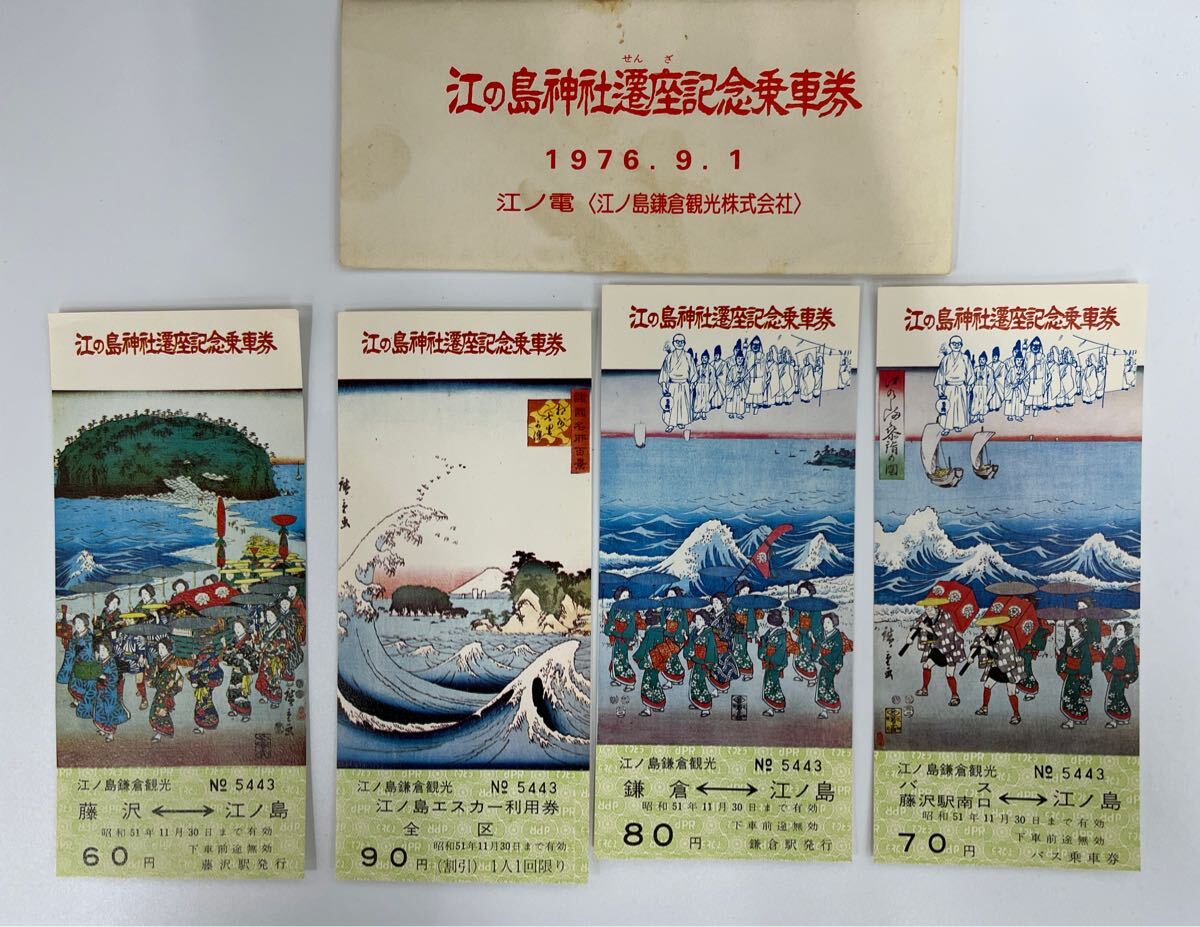 せん ざ
江の島神社遷座記念乗車券
1976.9.1
江ノ電〈江ノ島鎌倉観光株式会社〉
江の島神社遷座記念乗車券
江ノ島鎌倉観光 № 5443
藤沢⟷江ノ島
昭和51年11月30日まで有効
下車前途無効
60円 藤沢駅発行
江の島神社遷座記念乗車券
廣重画
江ノ島鎌倉観光 № 5443
江ノ島エスカー利用券
全区
昭和51年11月30日まで有効
90円(割引)1人1回限り
江の島神社遷座記念乗車券
江ノ島鎌倉観光 № 5443
鎌倉⟷江ノ島
昭和51年11月30日まで有効
下車前途無効
80円 鎌倉駅発行
江の島神社遷座記念乗車券
江ノ島鎌倉観光 № 5443
バス
藤沢駅南口⟷江ノ島
昭和51年11月30日まで有効
下車前途無効
70円 バス乗車券